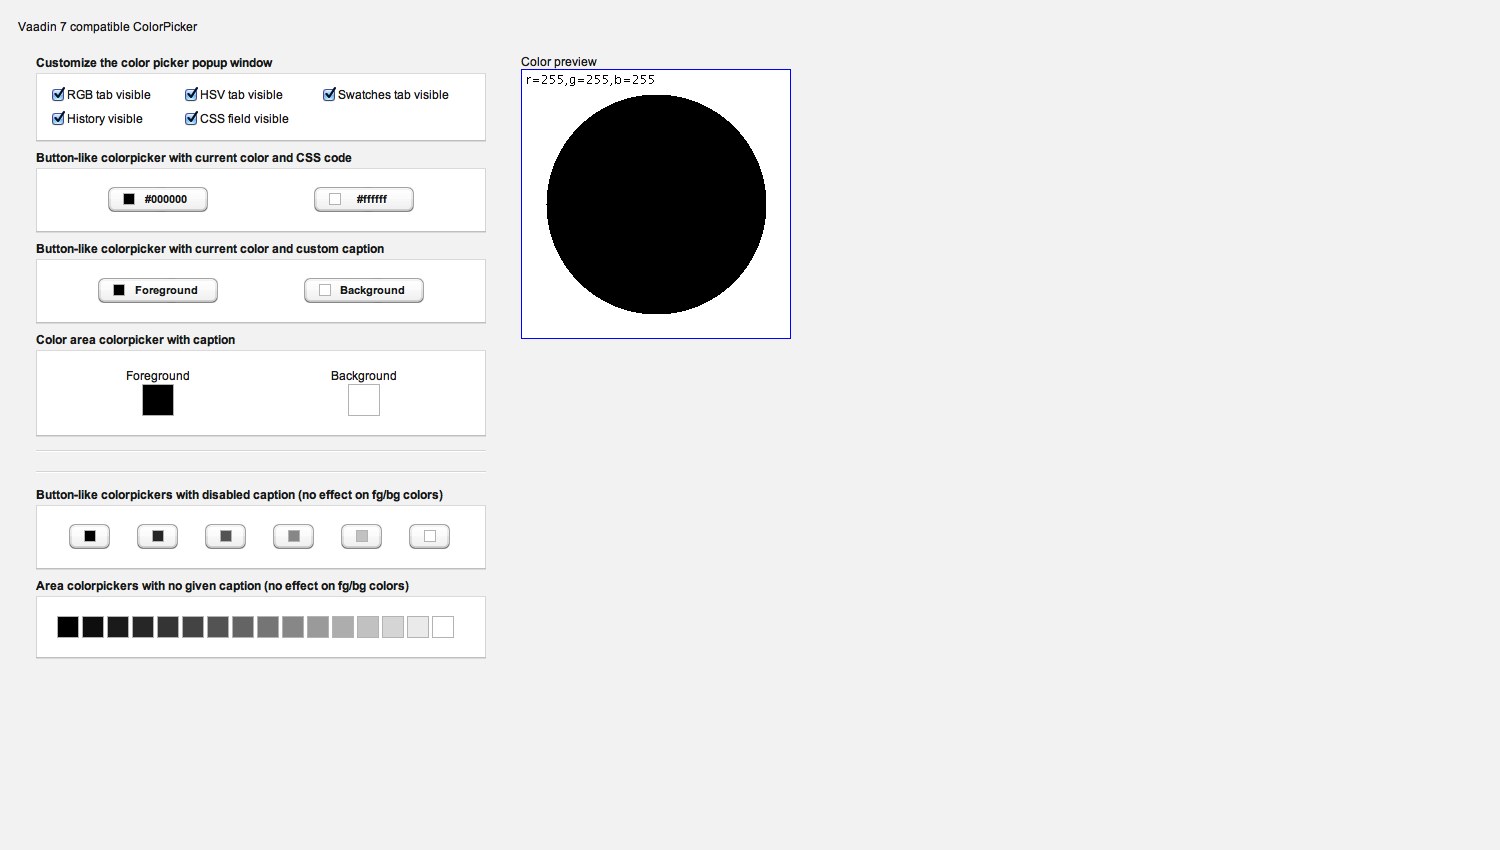 Vaadin 7 compatible ColorPicker
Customize the color picker popup window
RGB tab visible HSV tab visible Swatches tab visible
History visible CSS field visible
Button-like colorpicker with current color and CSS code
#000000 #ffffff
Button-like colorpicker with current color and custom caption
Foreground Background
Color area colorpicker with caption
Foreground Background
Button-like colorpickers with disabled caption (no effect on fg/bg colors)
Area colorpickers with no given caption (no effect on fg/bg colors)
Color preview
r=255,g=255,b=255